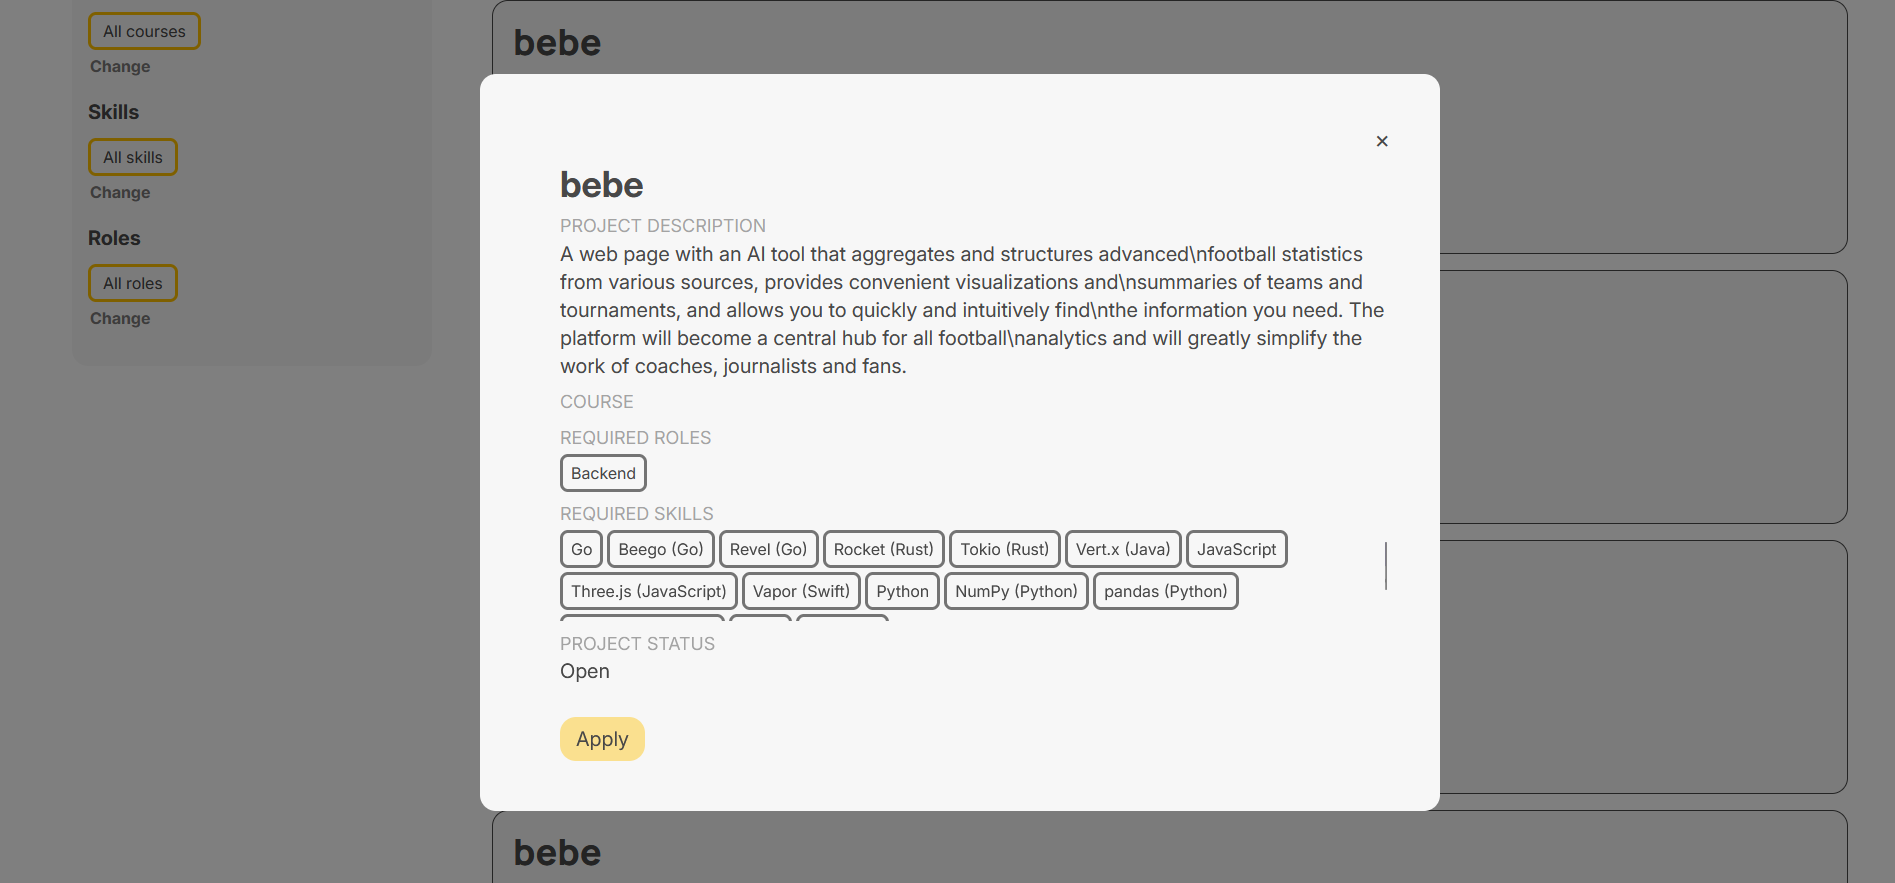 All courses
Change
Skills
All skills
Change
Roles
All roles
Change
bebe
×
bebe
PROJECT DESCRIPTION
A web page with an AI tool that aggregates and structures advanced\nfootball statistics
from various sources, provides convenient visualizations and\nsummaries of teams and
tournaments, and allows you to quickly and intuitively find\nthe information you need. The
platform will become a central hub for all football\nanalytics and will greatly simplify the
work of coaches, journalists and fans.
COURSE
REQUIRED ROLES
Backend
REQUIRED SKILLS
Go Beego (Go) Revel (Go) Rocket (Rust) Tokio (Rust) Vert.x (Java) JavaScript
Three.js (JavaScript) Vapor (Swift) Python NumPy (Python) pandas (Python)
PROJECT STATUS
Open
Apply
bebe